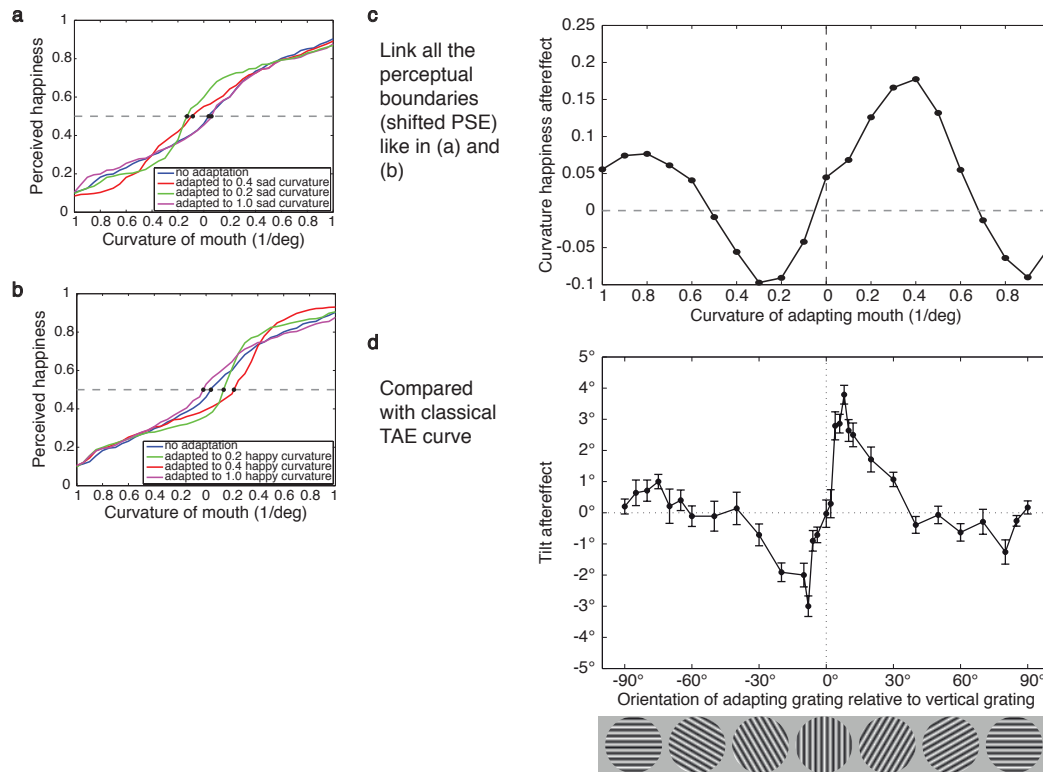 a
1
0.8
0.6
0.4
0.2
0
Perceived happiness
no adaptation
adapted to 0.4 sad curvature
adapted to 0.2 sad curvature
adapted to 1.0 sad curvature
1 0.8 0.6 0.4 0.2 0 0.2 0.4 0.6 0.8 1
Curvature of mouth (1/deg)
b
1
0.8
0.6
0.4
0.2
0
Perceived happiness
no adaptation
adapted to 0.2 happy curvature
adapted to 0.4 happy curvature
adapted to 1.0 happy curvature
1 0.8 0.6 0.4 0.2 0 0.2 0.4 0.6 0.8 1
Curvature of mouth (1/deg)
c
Link all the
perceptual
boundaries
(shifted PSE)
like in (a) and
(b)
0.25
0.2
0.15
0.1
0.05
0
-0.05
-0.1
Curvature happiness aftereffect
1 0.8 0.6 0.4 0.2 0 0.2 0.4 0.6 0.8
Curvature of adapting mouth (1/deg)
d
Compared
with classical
TAE curve
5°
4°
3°
2°
1°
0°
-1°
-2°
-3°
-4°
-5°
Tilt aftereffect
-90° -60° -30° 0° 30° 60° 90°
Orientation of adapting grating relative to vertical grating